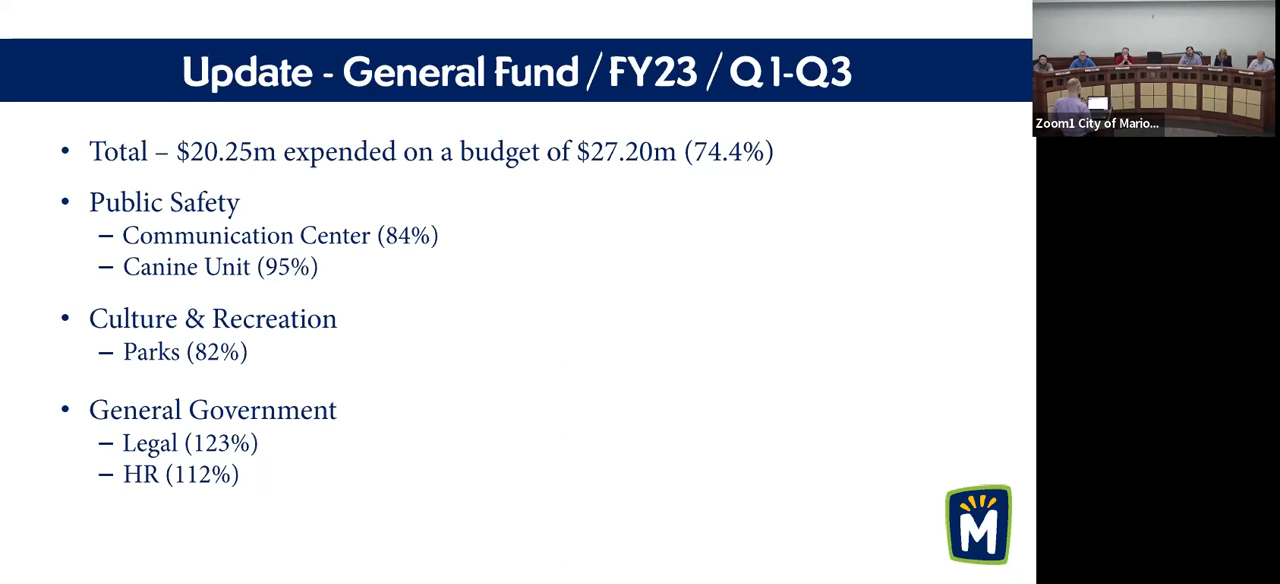 Update - General Fund / FY23 / Q1-Q3
• Total – $20.25m expended on a budget of $27.20m (74.4%)
• Public Safety
– Communication Center (84%)
– Canine Unit (95%)
• Culture & Recreation
– Parks (82%)
• General Government
– Legal (123%)
– HR (112%)
M
Zoom1 City of Mario...